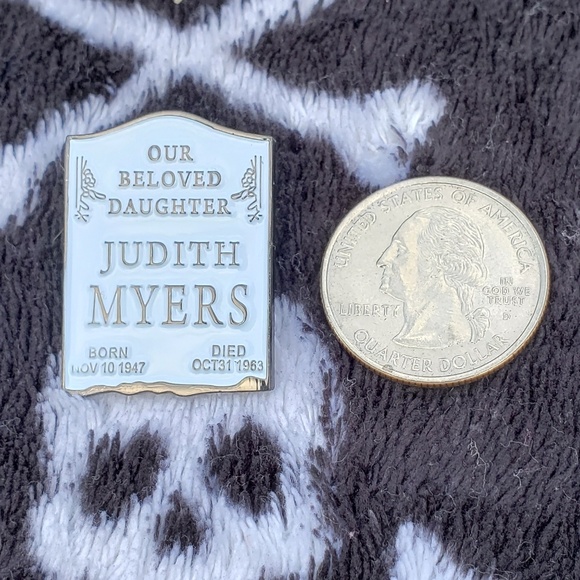 OUR
BELOVED
DAUGHTER
JUDITH
MYERS
BORN
NOV 10 1947
DIED
OCT31 1963
UNITED STATES OF AMERICA
LIBERTY
IN
GOD WE
TRUST
D
QUARTER DOLLAR